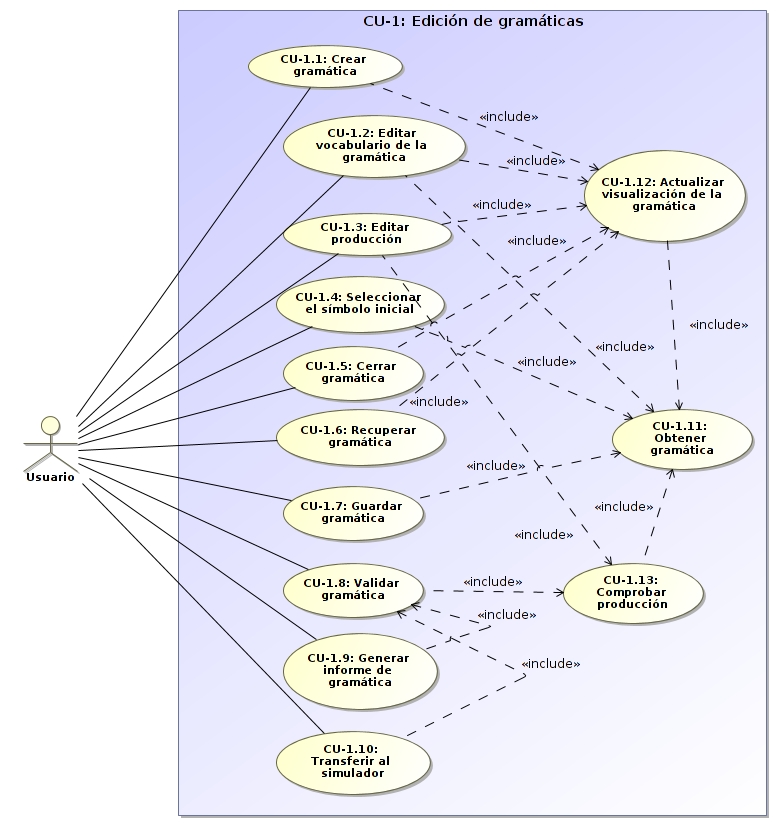 CU-1: Edición de gramáticas
CU-1.1: Crear
gramática
«include»
CU-1.2: Editar
vocabulario de la
gramática
«include»
CU-1.12: Actualizar
visualización de la
gramática
«include»
CU-1.3: Editar
producción
«include»
CU-1.4: Seleccionar
el símbolo inicial
«include»
«include»
«include»
CU-1.5: Cerrar
gramática
«include»
CU-1.6: Recuperar
gramática
CU-1.11:
Obtener
gramática
Usuario
«include»
CU-1.7: Guardar
gramática
«include»
«include»
CU-1.8: Validar
gramática
«include»
CU-1.13:
Comprobar
producción
«include»
CU-1.9: Generar
informe de
gramática
«include»
CU-1.10:
Transferir al
simulador